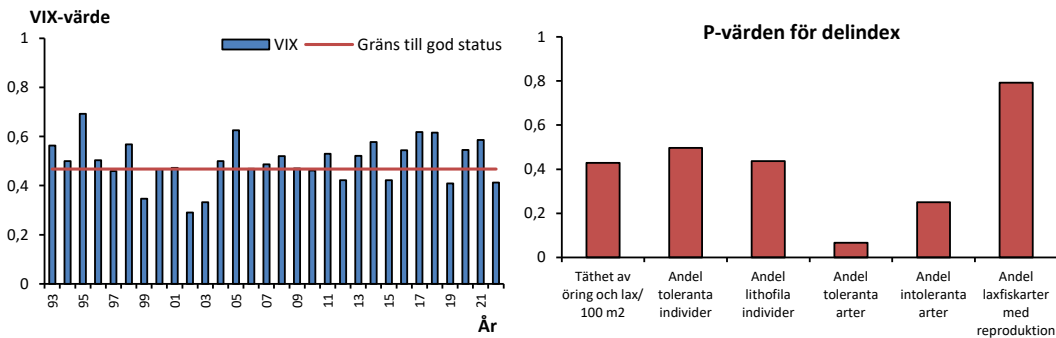 VIX-värde
VIX
Gräns till god status
1
0,8
0,6
0,4
0,2
0
93
95
97
99
01
03
05
07
09
11
13
15
17
19
21
År
P-värden för delindex
1
0,8
0,6
0,4
0,2
0
Täthet av
öring och lax/
100 m2
Andel
toleranta
individer
Andel
lithofila
individer
Andel
toleranta
arter
Andel
intoleranta
arter
Andel
laxfiskarter
med
reproduktion